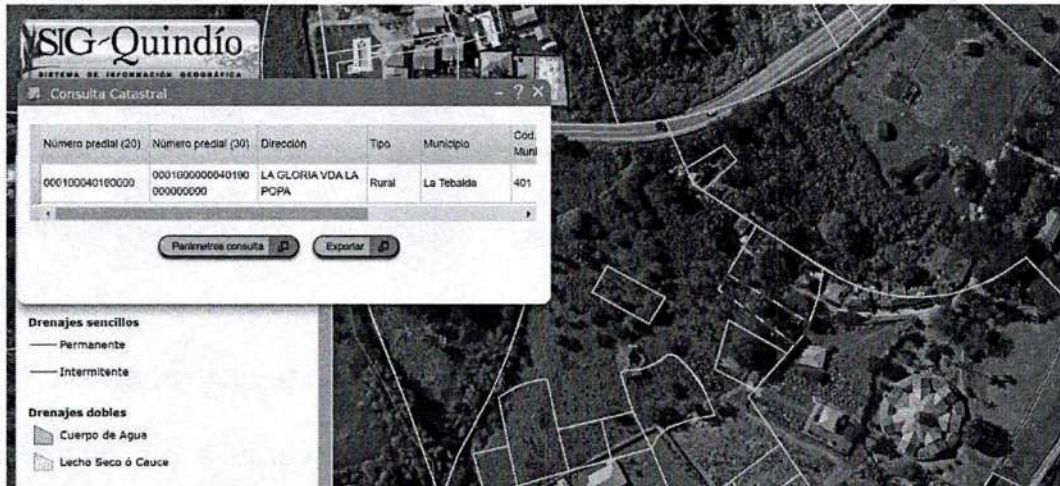 SIG-Quindío
SISTEMA DE INFORMACIÓN GEOGRÁFICA
Consulta Catastral
Número predial (20) Número predial (30) Dirección Tipo Municipio Cod. Muni
000100040190000 0001000000040190 000000000 LA GLORIA VDA LA POPA Rural La Tebaida 401
Parámetros consulta Exportar
Drenajes sencillos
Permanente
Intermitente
Drenajes dobles
Cuerpo de Agua
Lecho Seco ó Cauce